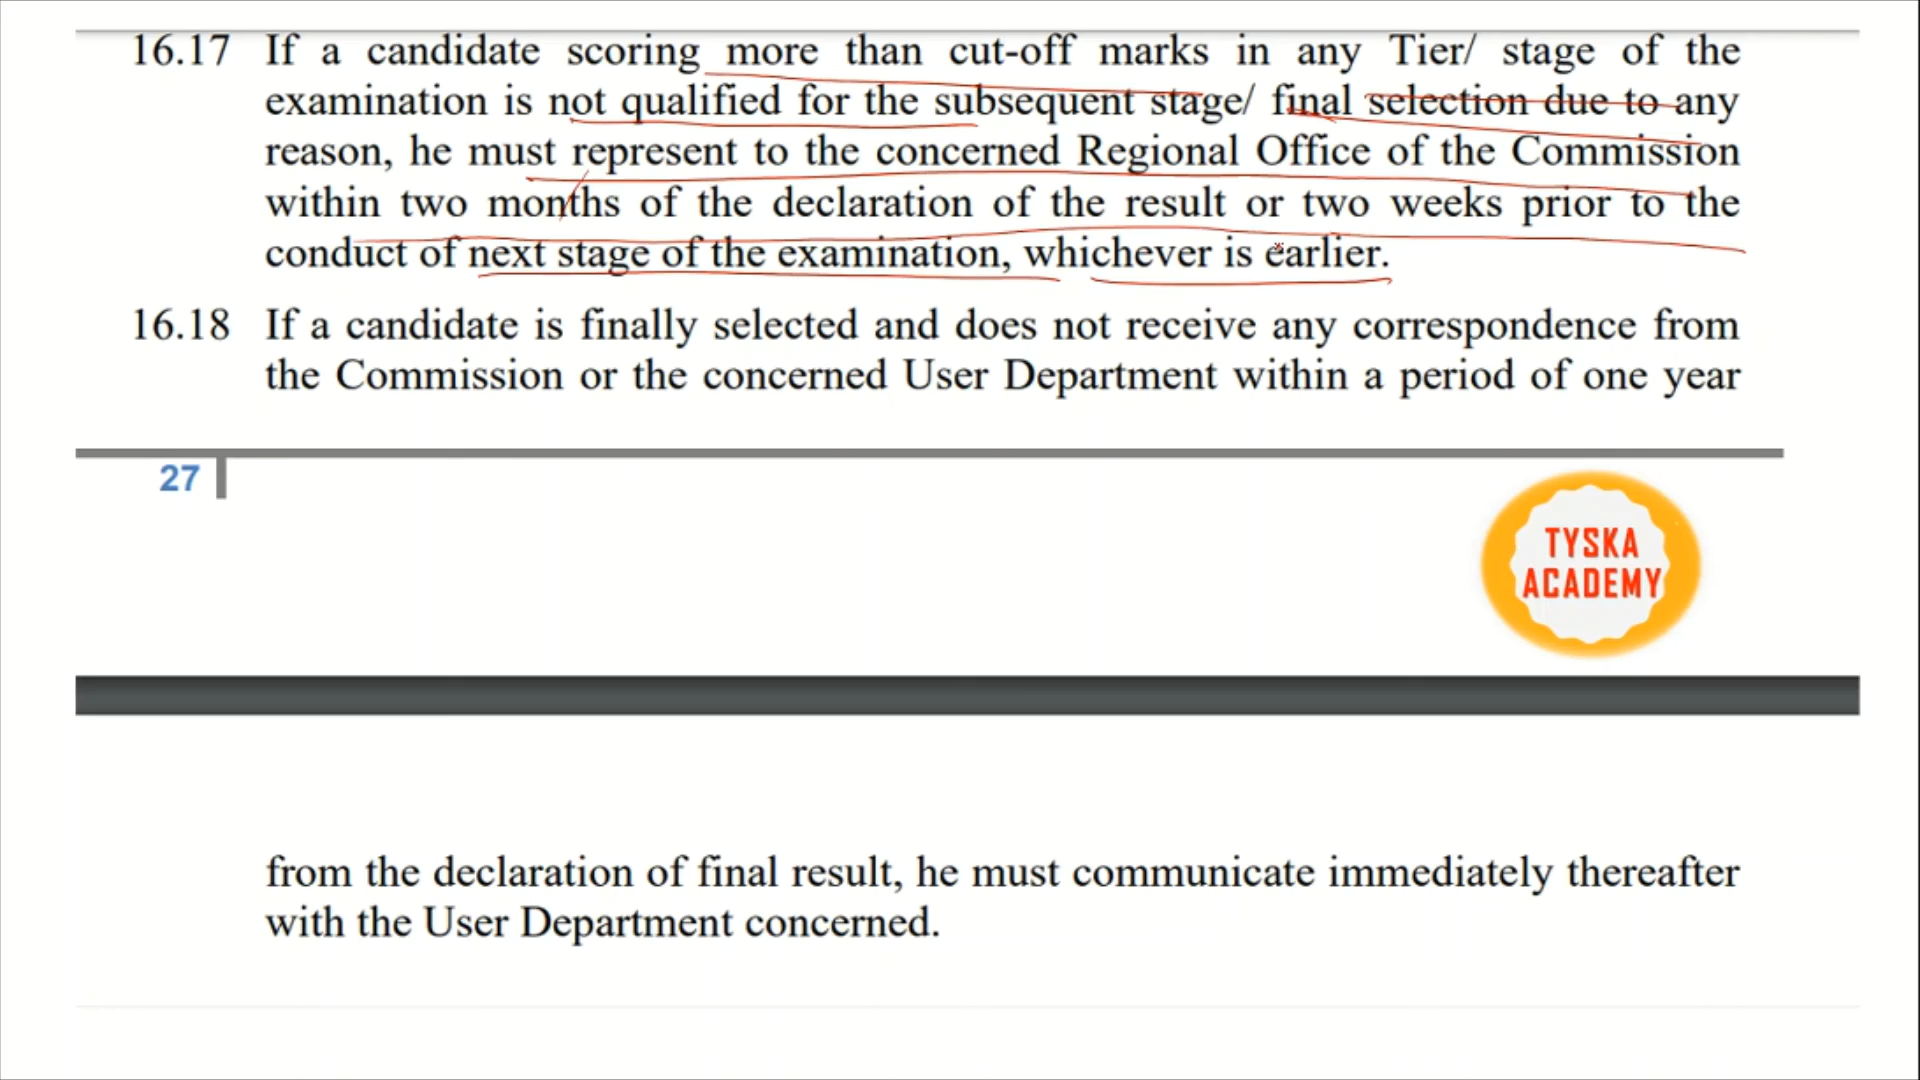 16.17 If a candidate scoring more than cut-off marks in any Tier/ stage of the
examination is not qualified for the subsequent stage/ final selection due to any
reason, he must represent to the concerned Regional Office of the Commission
within two months of the declaration of the result or two weeks prior to the
conduct of next stage of the examination, whichever is earlier.
16.18 If a candidate is finally selected and does not receive any correspondence from
the Commission or the concerned User Department within a period of one year
27
TYSKA
ACADEMY
from the declaration of final result, he must communicate immediately thereafter
with the User Department concerned.